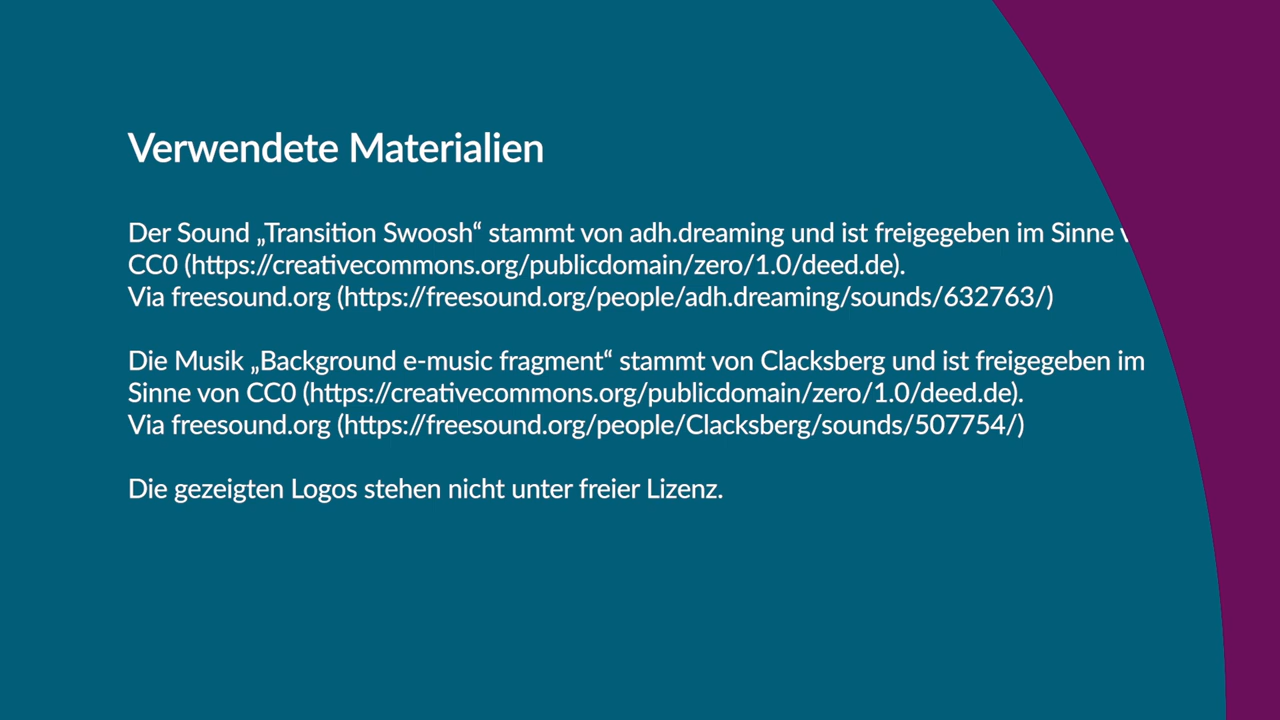 Verwendete Materialien
Der Sound „Transition Swoosh“ stammt von adh.dreaming und ist freigegeben im Sinne
CC0 (https://creativecommons.org/publicdomain/zero/1.0/deed.de).
Via freesound.org (https://freesound.org/people/adh.dreaming/sounds/632763/)
Die Musik „Background e-music fragment“ stammt von Clacksberg und ist freigegeben im
Sinne von CC0 (https://creativecommons.org/publicdomain/zero/1.0/deed.de).
Via freesound.org (https://freesound.org/people/Clacksberg/sounds/507754/)
Die gezeigten Logos stehen nicht unter freier Lizenz.